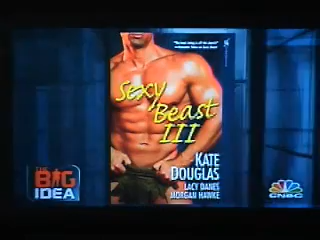 Sexy
Beast
III
KATE
DOUGLAS
LACY DANES
MORGAN HAWKE
THE
BIG
IDEA
CNBC